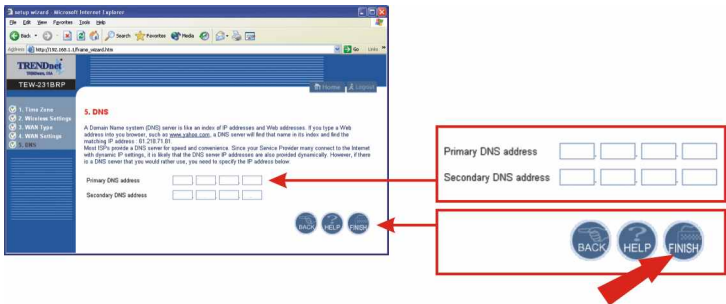 setup wizard - Microsoft Internet Explorer
File Edit View Favorites Tools Help
Back Search Favorites Media
Address http://192.168.1.1/frame_wizard.htm Go Links
TRENDnet
TRENDware, USA
TEW-231BRP
Home Logout
1. Time Zone
2. Wireless Settings
3. WAN Type
4. WAN Settings
5. DNS
5. DNS
A Domain Name system (DNS) server is like an index of IP addresses and Web addresses. If you type a Web
address into you browser, such as www.yahoo.com, a DNS server will find that name in its index and find the
matching IP address : 61.218.71.81.
Most ISPs provide a DNS server for speed and convenience. Since your Service Provider many connect to the Internet
with dynamic IP settings, it is likely that the DNS server IP addresses are also provided dynamically. However, if there
is a DNS server that you would rather use, you need to specify the IP address below.
Primary DNS address
Secondary DNS address
BACK HELP FINISH
Primary DNS address
Secondary DNS address
BACK HELP FINISH